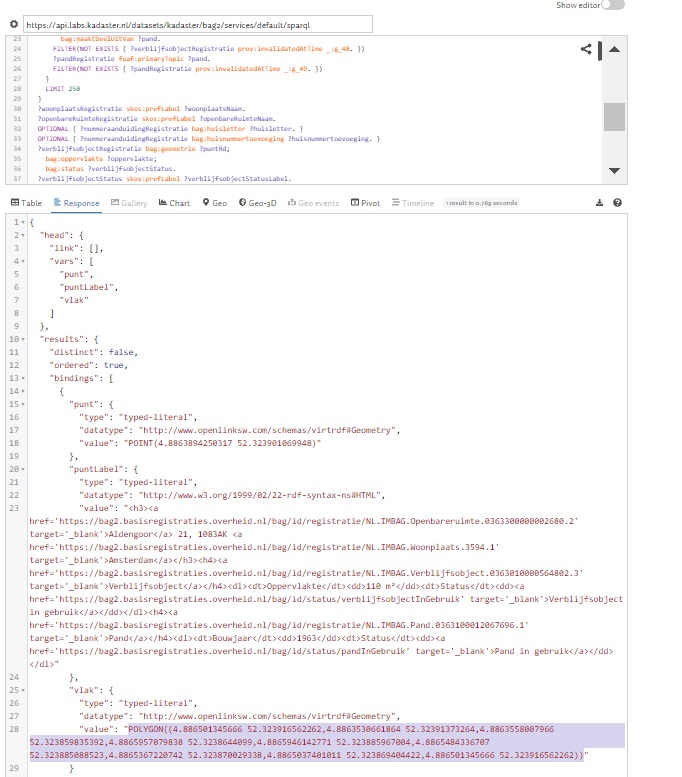 Show editor
https://api.labs.kadaster.nl/datasets/kadaster/bag2/services/default/sparql
23 bag:maaktDeelUitVan ?pand.
24 FILTER(NOT EXISTS { ?verblijfsobjectRegistratie prov:invalidatedAtTime _:g_48. })
25 ?pandRegistratie foaf:primaryTopic ?pand.
26 FILTER(NOT EXISTS { ?pandRegistratie prov:invalidatedAtTime _:g_49. })
27 }
28 LIMIT 250
29 }
30 ?woonplaatsRegistratie skos:prefLabel ?woonplaatsNaam.
31 ?openbareRuimteRegistratie skos:prefLabel ?openbareRuimteNaam.
32 OPTIONAL { ?nummeraanduidingRegistratie bag:huisletter ?huisletter. }
33 OPTIONAL { ?nummeraanduidingRegistratie bag:huisnummertoevoeging ?huisnummertoevoeging. }
34 ?verblijfsobjectRegistratie bag:geometrie ?puntRd;
35 bag:oppervlakte ?oppervlakte;
36 bag:status ?verblijfsobjectStatus.
37 ?verblijfsobjectStatus skos:prefLabel ?verblijfsobjectStatusLabel.
Table Response Gallery Chart Geo Geo-3D Geo events Pivot Timeline 1 result in 0.769 seconds
1 {
2 "head": {
3 "link": [],
4 "vars": [
5 "punt",
6 "puntLabel",
7 "vlak"
8 ]
9 },
10 "results": {
11 "distinct": false,
12 "ordered": true,
13 "bindings": [
14 {
15 "punt": {
16 "type": "typed-literal",
17 "datatype": "http://www.openlinksw.com/schemas/virtrdf#Geometry",
18 "value": "POINT(4.8863894250317 52.323901069948)"
19 },
20 "puntLabel": {
21 "type": "typed-literal",
22 "datatype": "http://www.w3.org/1999/02/22-rdf-syntax-ns#HTML",
23 "value": "<h3><a
href='https://bag2.basisregistraties.overheid.nl/bag/id/registratie/NL.IMBAG.Openbareruimte.0363300000002680.2'
target='_blank'>Aldengoor</a> 21, 1083AK <a
href='https://bag2.basisregistraties.overheid.nl/bag/id/registratie/NL.IMBAG.Woonplaats.3594.1'
target='_blank'>Amsterdam</a></h3><h4><a
href='https://bag2.basisregistraties.overheid.nl/bag/id/registratie/NL.IMBAG.Verblijfsobject.0363010000564802.3'
target='_blank'>Verblijfsobject</a></h4><dl><dt>Oppervlakte</dt><dd>110 m²</dd><dt>Status</dt><dd><a
href='https://bag2.basisregistraties.overheid.nl/bag/id/status/verblijfsobjectInGebruik' target='_blank'>Verblijfsobject
in gebruik</a></dd></dl><h4><a
href='https://bag2.basisregistraties.overheid.nl/bag/id/registratie/NL.IMBAG.Pand.0363100012067696.1'
target='_blank'>Pand</a></h4><dl><dt>Bouwjaar</dt><dd>1963</dd><dt>Status</dt><dd><a
href='https://bag2.basisregistraties.overheid.nl/bag/id/status/pandInGebruik' target='_blank'>Pand in gebruik</a></dd>
</dl>"
24 },
25 "vlak": {
26 "type": "typed-literal",
27 "datatype": "http://www.openlinksw.com/schemas/virtrdf#Geometry",
28 "value": "POLYGON((4.886501345666 52.323916562262,4.8863530661864 52.32391373264,4.8863558007966
52.323859835392,4.8865957079838 52.3238644099,4.8865946142771 52.323885967004,4.8865484336707
52.323885088523,4.8865367220742 52.323870029338,4.8865037401011 52.323869404422,4.886501345666 52.323916562262))"
29 }